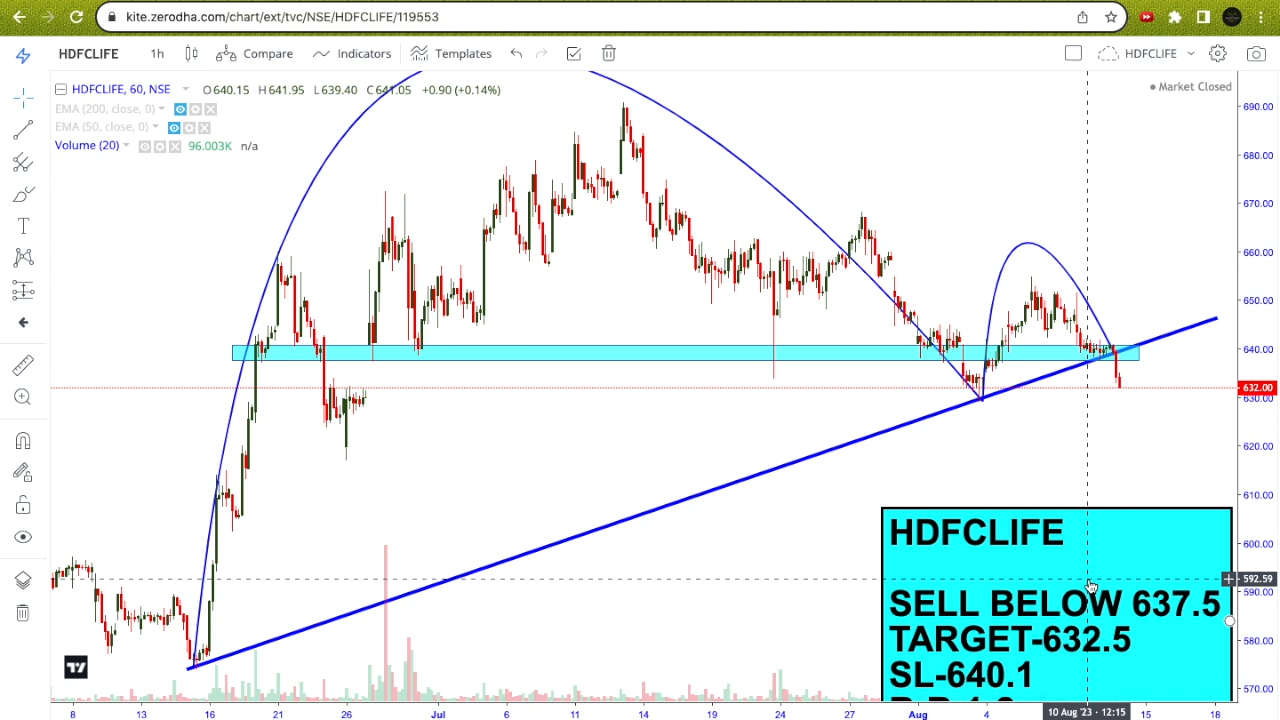 kite.zerodha.com/chart/ext/tvc/NSE/HDFCLIFE/119553
HDFCLIFE 1h Compare Indicators Templates HDFCLIFE
HDFCLIFE, 60, NSE O640.15 H641.95 L639.40 C641.05 +0.90 (+0.14%)
Market Closed
EMA (200, close, 0)
EMA (50, close, 0)
Volume (20) 96.003K n/a
690.00
680.00
670.00
660.00
650.00
640.00
632.00
630.00
620.00
610.00
600.00
592.59
590.00
580.00
570.00
HDFCLIFE
SELL BELOW 637.5
TARGET-632.5
SL-640.1
8 13 16 21 26 Jul 6 11 14 19 24 27 Aug 4 10 Aug '23 - 12:15 15 18